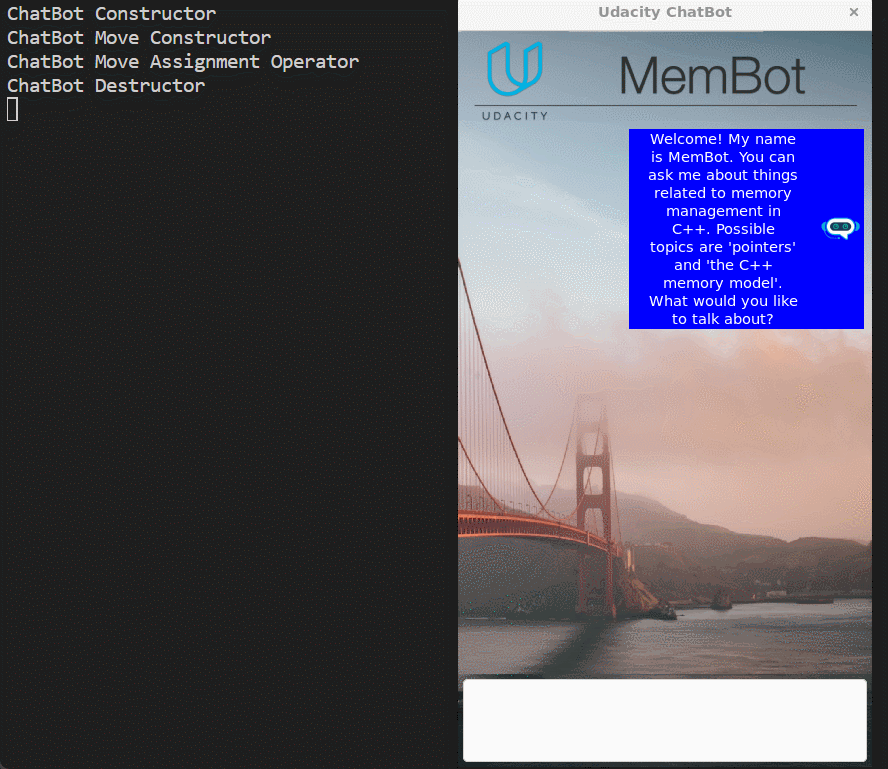 ChatBot Constructor
ChatBot Move Constructor
ChatBot Move Assignment Operator
ChatBot Destructor
Udacity ChatBot
×
MemBot
UDACITY
Welcome! My name
is MemBot. You can
ask me about things
related to memory
management in
C++. Possible
topics are 'pointers'
and 'the C++
memory model'.
What would you like
to talk about?